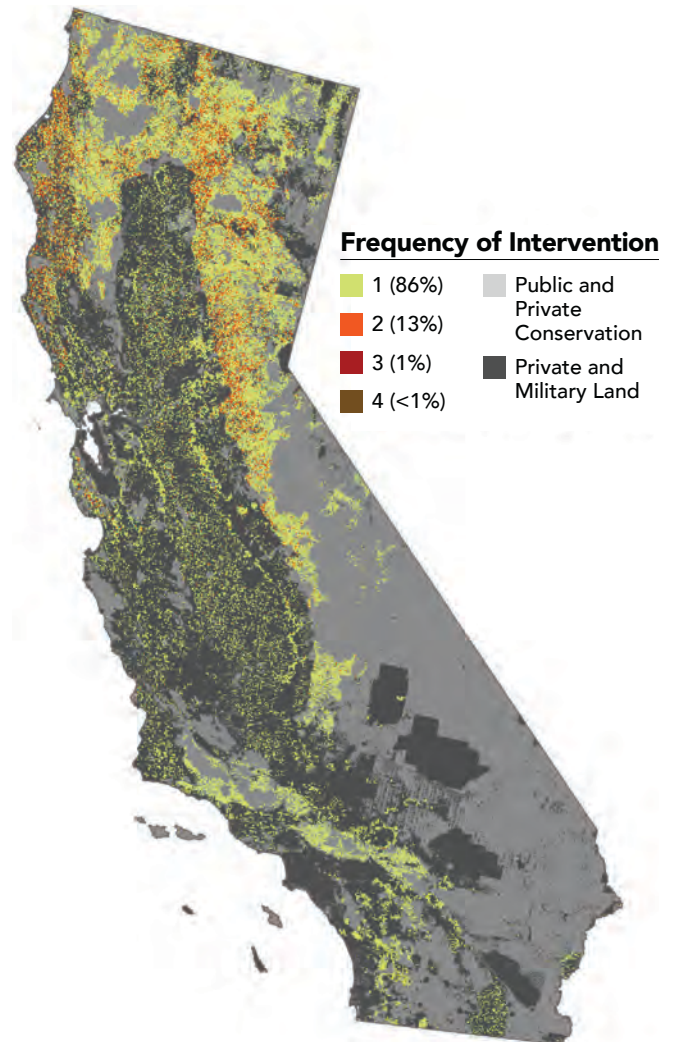 Frequency of Intervention
1 (86%)
2 (13%)
3 (1%)
4 (<1%)
Public and
Private
Conservation
Private and
Military Land